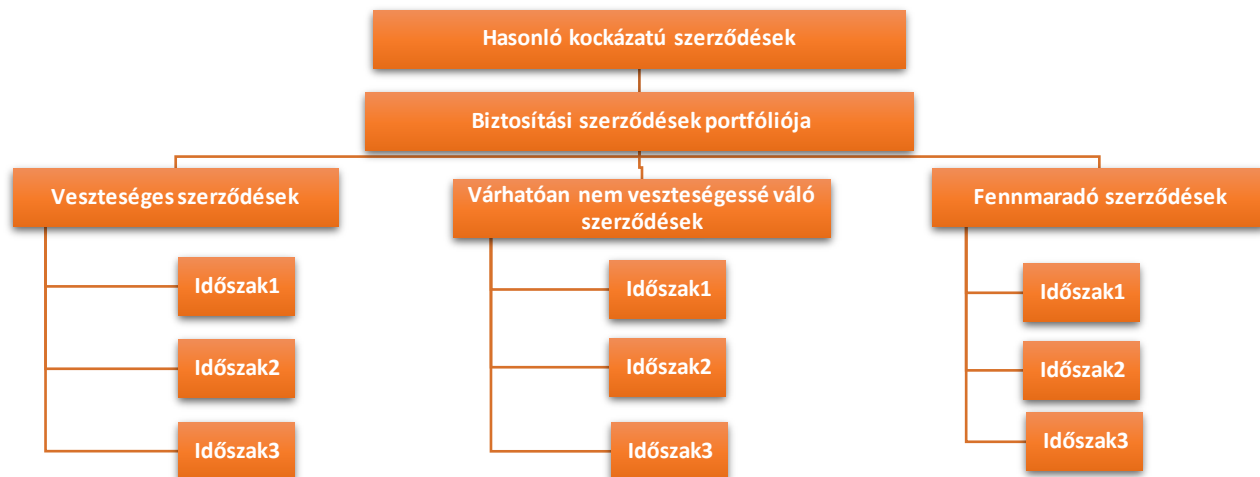 Hasonló kockázatú szerződések
Biztosítási szerződések portfóliója
Veszteséges szerződések
Időszak1
Időszak2
Időszak3
Várhatóan nem veszteségessé váló
szerződések
Időszak1
Időszak2
Időszak3
Fennmaradó szerződések
Időszak1
Időszak2
Időszak3